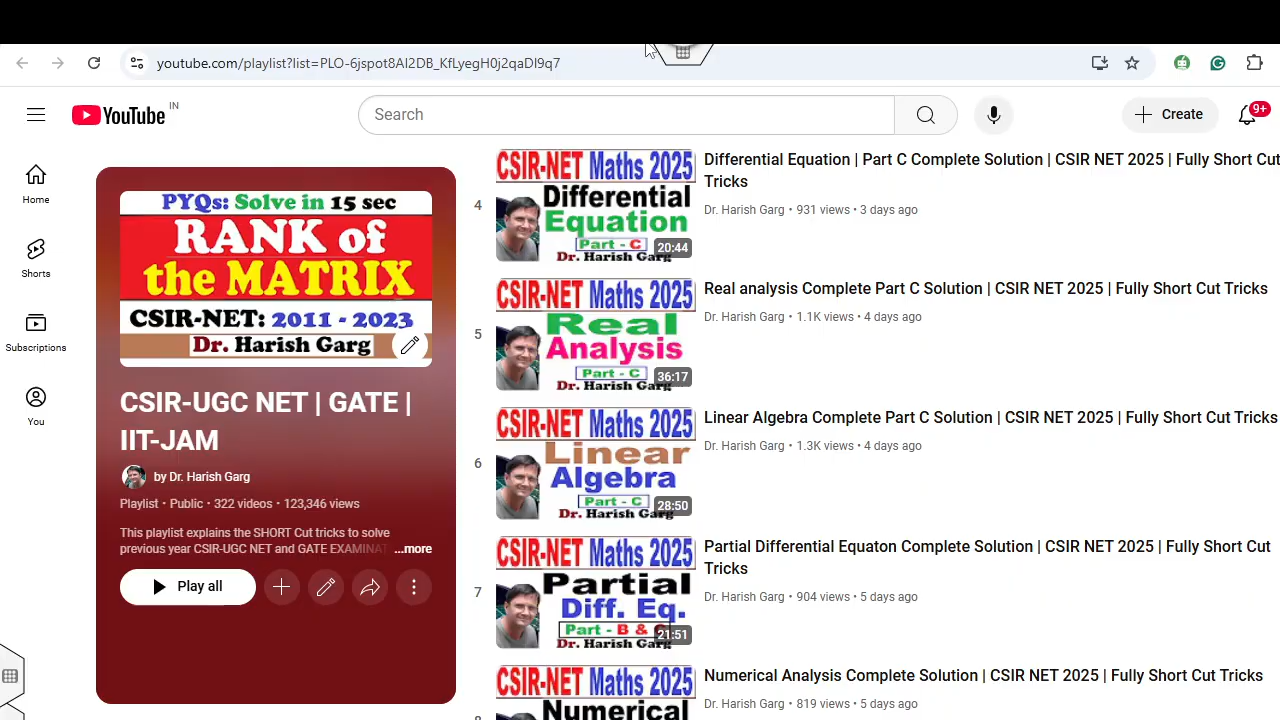 youtube.com/playlist?list=PLO-6jspot8Al2DB_KfLyegH0j2qaDl9q7
YouTube IN
Search
Create
9+
Home
Shorts
Subscriptions
You
PYQs: Solve in 15 sec
RANK of
the MATRIX
CSIR-NET: 2011 - 2023
Dr. Harish Garg
CSIR-UGC NET | GATE |
IIT-JAM
by Dr. Harish Garg
Playlist • Public • 322 videos • 123,346 views
This playlist explains the SHORT Cut tricks to solve
previous year CSIR-UGC NET and GATE EXAMINAT ...more
Play all
4
CSIR-NET Maths 2025
Differential
Equation
Part - C
Dr. Harish Garg
20:44
Differential Equation | Part C Complete Solution | CSIR NET 2025 | Fully Short Cut
Tricks
Dr. Harish Garg • 931 views • 3 days ago
5
CSIR-NET Maths 2025
Real
Analysis
Part - C
Dr. Harish Garg
36:17
Real analysis Complete Part C Solution | CSIR NET 2025 | Fully Short Cut Tricks
Dr. Harish Garg • 1.1K views • 4 days ago
6
CSIR-NET Maths 2025
Linear
Algebra
Part - C
Dr. Harish Garg
28:50
Linear Algebra Complete Part C Solution | CSIR NET 2025 | Fully Short Cut Tricks
Dr. Harish Garg • 1.3K views • 4 days ago
7
CSIR-NET Maths 2025
Partial
Diff. Eq.
Part - B & C
Dr. Harish Garg
21:51
Partial Differential Equaton Complete Solution | CSIR NET 2025 | Fully Short Cut
Tricks
Dr. Harish Garg • 904 views • 5 days ago
CSIR-NET Maths 2025
Numerical
Numerical Analysis Complete Solution | CSIR NET 2025 | Fully Short Cut Tricks
Dr. Harish Garg • 819 views • 5 days ago